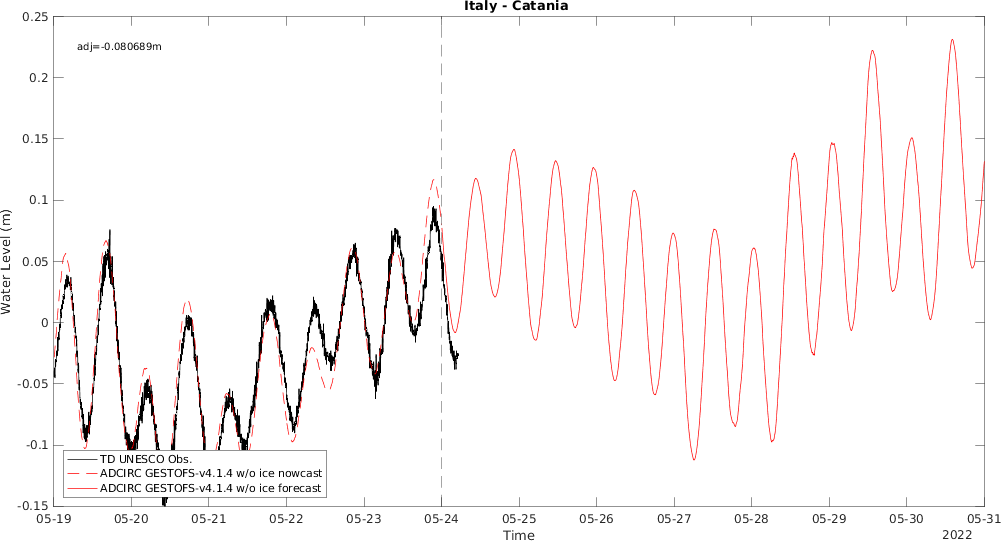 Italy - Catania
0.25
adj=-0.080689m
0.2
0.15
0.1
0.05
0
-0.05
-0.1
-0.15
Water Level (m)
TD UNESCO Obs.
ADCIRC GESTOFS-v4.1.4 w/o ice nowcast
ADCIRC GESTOFS-v4.1.4 w/o ice forecast
05-19 05-20 05-21 05-22 05-23 05-24 05-25 05-26 05-27 05-28 05-29 05-30 05-31
Time
2022